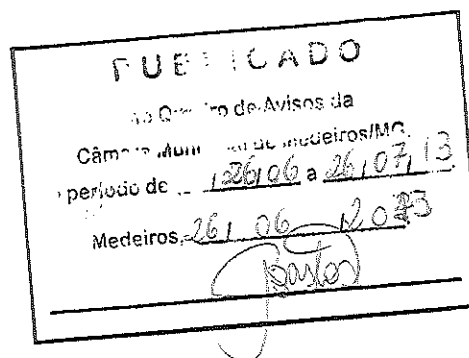 PUBLICADO
no Quadro de Avisos da
Câmara Municipal de Medeiros/MG.
período de 26/06 a 26/07/13
Medeiros, 26/06/2013